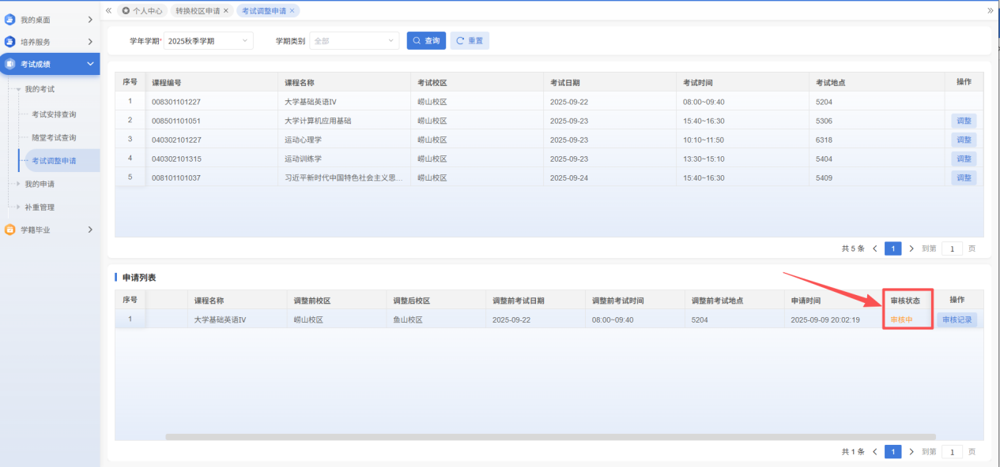 我的桌面
培养服务
考试成绩
我的考试
考试安排查询
随堂考试查询
考试调整申请
我的申请
补重管理
学籍毕业
个人中心 转换校区申请 × 考试调整申请 ×
学年学期* 2025秋季学期 学期类别 全部 查询 重置
序号 课程编号 课程名称 考试校区 考试日期 考试时间 考试地点 操作
1 008301101227 大学基础英语IV 崂山校区 2025-09-22 08:00~09:40 5204
2 008501101051 大学计算机应用基础 崂山校区 2025-09-23 15:40~16:30 5306 调整
3 040302101227 运动心理学 崂山校区 2025-09-23 10:10~11:50 6318 调整
4 040302101315 运动训练学 崂山校区 2025-09-23 13:30~15:10 5404 调整
5 008101101037 习近平新时代中国特色社会主义思... 崂山校区 2025-09-24 15:40~16:30 5409 调整
共 5 条 1 到第 1 页
申请列表
序号 课程名称 调整前校区 调整后校区 调整前考试日期 调整前考试时间 调整前考试地点 申请时间 审核状态 操作
1 大学基础英语IV 崂山校区 鱼山校区 2025-09-22 08:00~09:40 5204 2025-09-09 20:02:19 审核中 审核记录
共 1 条 1 到第 1 页